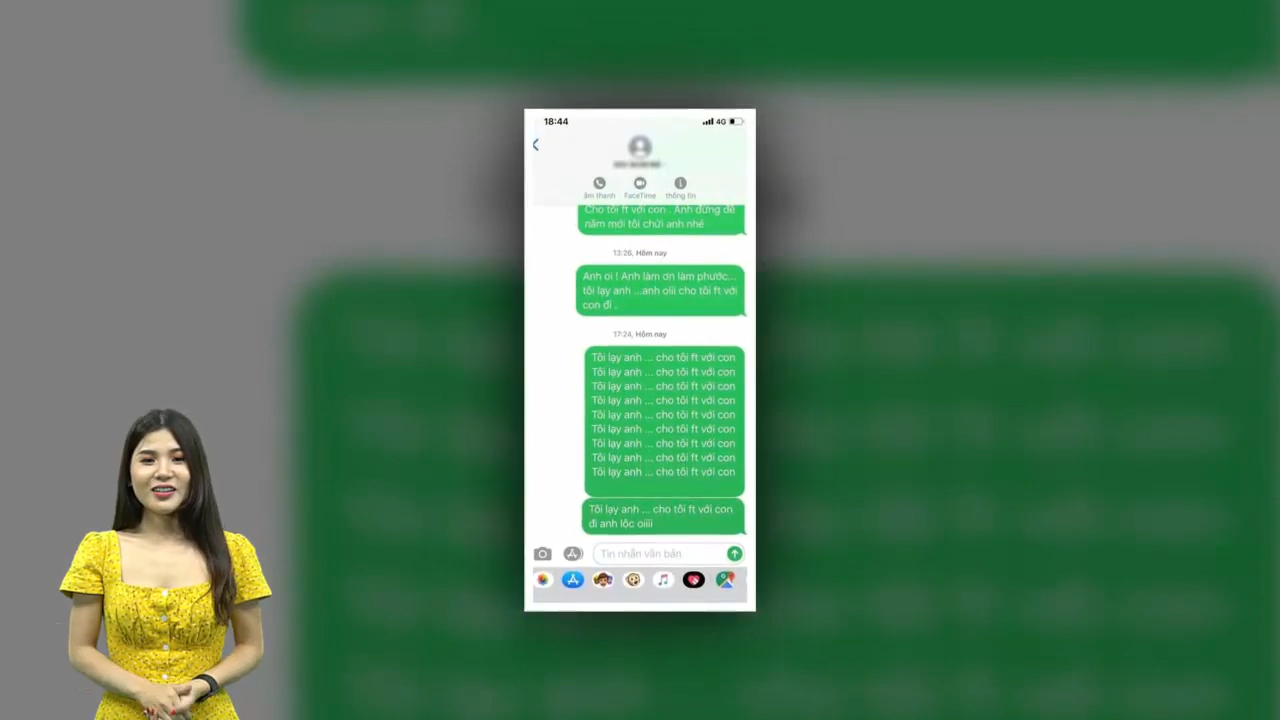 18:44
4G
âm thanh FaceTime thông tin
Cho tôi ft với con . Anh đừng để
năm mới tôi chửi anh nhé
13:26, Hôm nay
Anh oi ! Anh làm ơn làm phước...
tôi lạy anh ...anh oiii cho tôi ft với
con đi .
17:24, Hôm nay
Tôi lạy anh ... cho tôi ft với con
Tôi lạy anh ... cho tôi ft với con
Tôi lạy anh ... cho tôi ft với con
Tôi lạy anh ... cho tôi ft với con
Tôi lạy anh ... cho tôi ft với con
Tôi lạy anh ... cho tôi ft với con
Tôi lạy anh ... cho tôi ft với con
Tôi lạy anh ... cho tôi ft với con
Tôi lạy anh ... cho tôi ft với con
Tôi lạy anh ... cho tôi ft với con
đi anh lôc oiiii
Tin nhắn văn bản